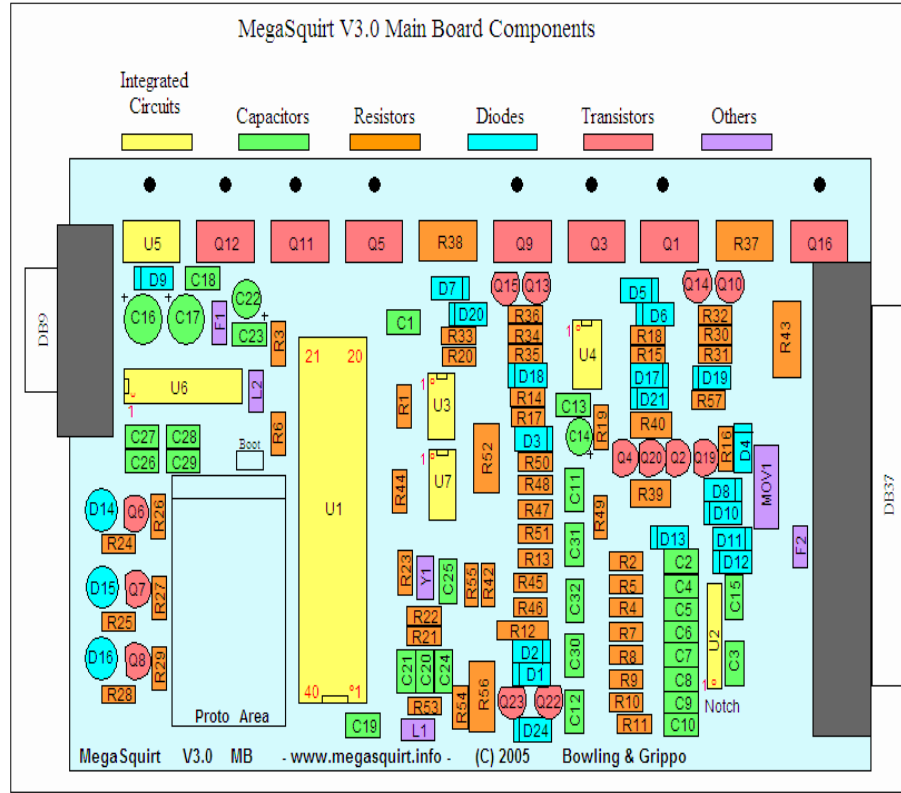 MegaSquirt V3.0 Main Board Components
Integrated
Circuits
Capacitors
Resistors
Diodes
Transistors
Others
U5
Q12
Q11
Q5
R38
Q9
Q3
Q1
R37
Q16
DB9
DB37
D9
C18
C16
C17
F1
C22
C23
R3
C1
D7
D20
R33
R20
Q15
Q13
R36
R34
R35
D18
R14
R17
D3
R50
R48
R47
R51
R13
R45
R46
R12
D2
D1
Q23
Q22
D24
1
U4
C13
C14
R19
C11
R49
C31
C32
C30
C12
D5
D6
R18
R15
D17
D21
R40
Q14
Q10
R32
R30
R31
D19
R57
R43
Q4
Q20
Q2
Q19
R16
D4
MOV1
R39
D8
D10
D13
D11
D12
F2
R2
R5
R4
R7
R8
R9
R10
R11
C2
C4
C5
C6
C7
C8
C9
C10
U2
1
Notch
C15
C3
U6
1
L2
R6
C27
C28
C26
C29
Boot
21
20
U1
40
1
R1
1
U3
R52
1
U7
R44
R23
Y1
C25
R55
R42
R22
R21
C21
C20
C24
R53
R54
R56
L1
C19
D14
Q6
R26
R24
D15
Q7
R27
R25
D16
Q8
R29
R28
Proto Area
MegaSquirt V3.0 MB - www.megasquirt.info - (C) 2005 Bowling & Grippo